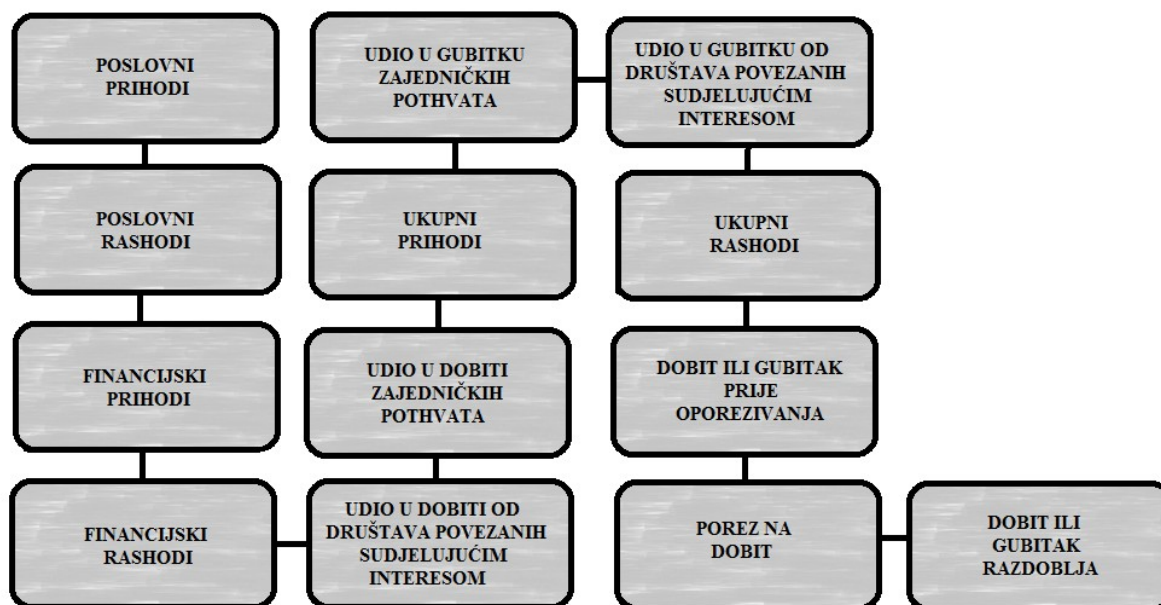 POSLOVNI
PRIHODI
POSLOVNI
RASHODI
FINANCIJSKI
PRIHODI
FINANCIJSKI
RASHODI
UDIO U GUBITKU
ZAJEDNIČKIH
POTHVATA
UKUPNI
PRIHODI
UDIO U DOBITI
ZAJEDNIČKIH
POTHVATA
UDIO U DOBITI OD
DRUŠTAVA POVEZANIH
SUDJELUJUĆIM
INTERESOM
UDIO U GUBITKU OD
DRUŠTAVA POVEZANIH
SUDJELUJUĆIM
INTERESOM
UKUPNI
RASHODI
DOBIT ILI GUBITAK
PRIJE
OPOREZIVANJA
POREZ NA
DOBIT
DOBIT ILI
GUBITAK
RAZDOBLJA